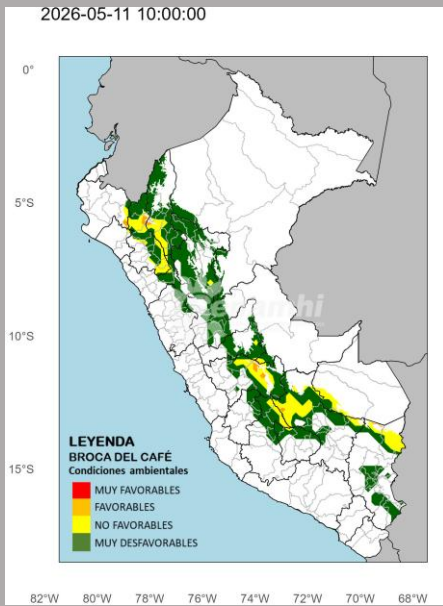 2026-05-11 10:00:00
0°
5°S
10°S
15°S
Senamhi
LEYENDA
BROCA DEL CAFÉ
Condiciones ambientales
MUY FAVORABLES
FAVORABLES
NO FAVORABLES
MUY DESFAVORABLES
82°W 80°W 78°W 76°W 74°W 72°W 70°W 68°W